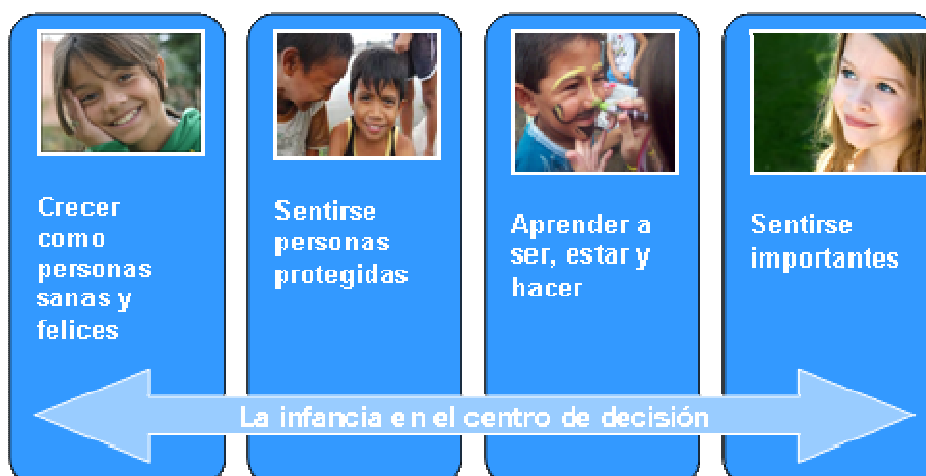 Crecer
como
personas
sanas y
felices
Sentirse
personas
protegidas
Aprender a
ser, estar y
hacer
Sentirse
importantes
La infancia en el centro de decisión